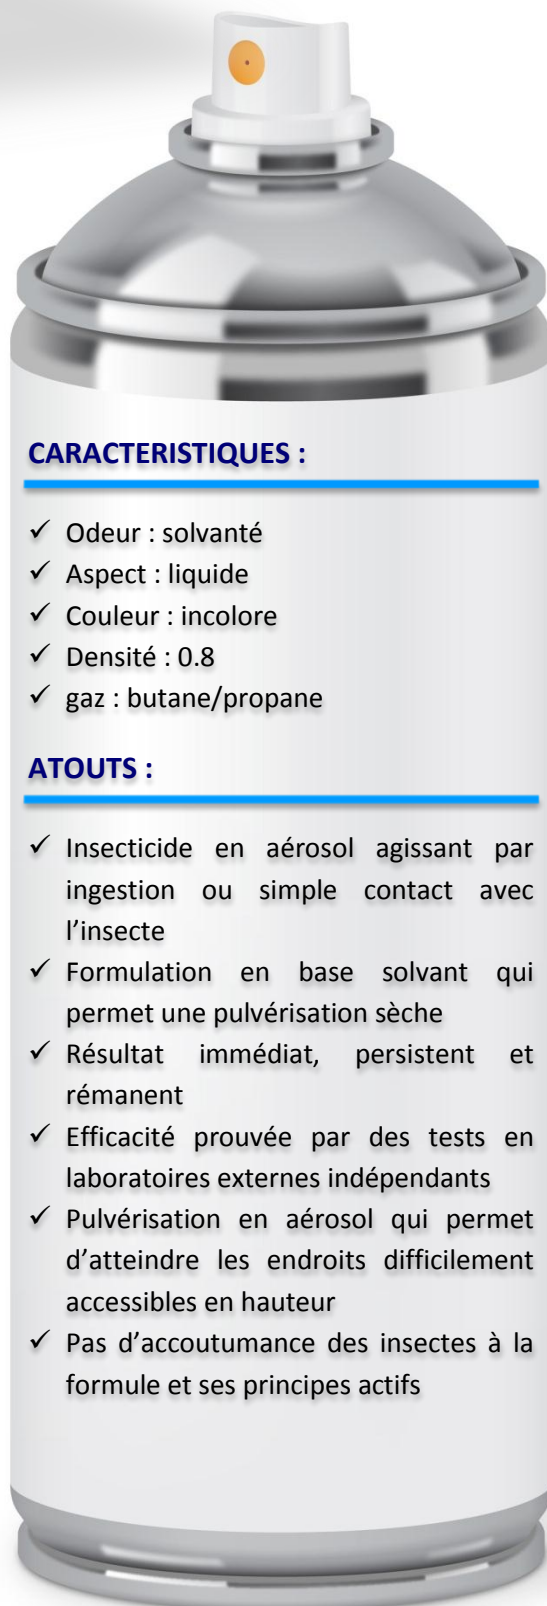 CARACTERISTIQUES :
✓ Odeur : solvanté
✓ Aspect : liquide
✓ Couleur : incolore
✓ Densité : 0.8
✓ gaz : butane/propane
ATOUTS :
✓ Insecticide en aérosol agissant par
ingestion ou simple contact avec
l’insecte
✓ Formulation en base solvant qui
permet une pulvérisation sèche
✓ Résultat immédiat, persistent et
rémanent
✓ Efficacité prouvée par des tests en
laboratoires externes indépendants
✓ Pulvérisation en aérosol qui permet
d’atteindre les endroits difficilement
accessibles en hauteur
✓ Pas d’accoutumance des insectes à la
formule et ses principes actifs